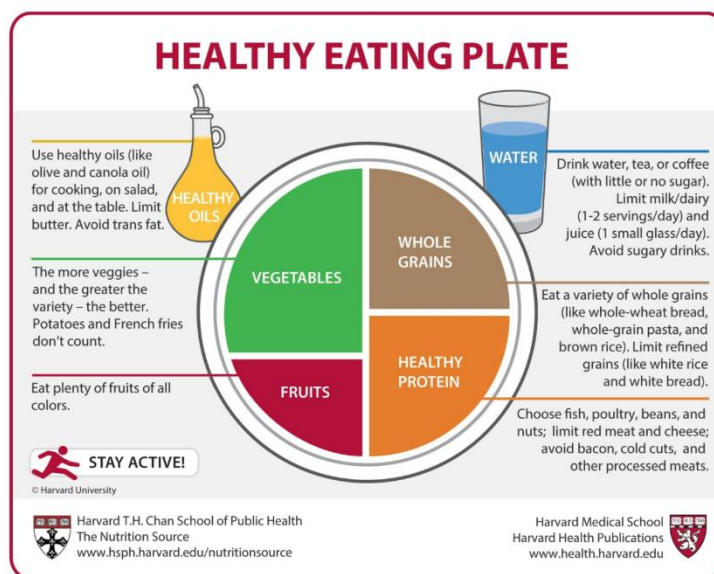 HEALTHY EATING PLATE
Use healthy oils (like
olive and canola oil)
for cooking, on salad,
and at the table. Limit
butter. Avoid trans fat.
HEALTHY
OILS
The more veggies –
and the greater the
variety – the better.
Potatoes and French fries
don't count.
Eat plenty of fruits of all
colors.
VEGETABLES
FRUITS
WHOLE
GRAINS
HEALTHY
PROTEIN
WATER
Drink water, tea, or coffee
(with little or no sugar).
Limit milk/dairy
(1-2 servings/day) and
juice (1 small glass/day).
Avoid sugary drinks.
Eat a variety of whole grains
(like whole-wheat bread,
whole-grain pasta, and
brown rice). Limit refined
grains (like white rice
and white bread).
Choose fish, poultry, beans, and
nuts; limit red meat and cheese;
avoid bacon, cold cuts, and
other processed meats.
STAY ACTIVE!
© Harvard University
Harvard T.H. Chan School of Public Health
The Nutrition Source
www.hsph.harvard.edu/nutritionsource
Harvard Medical School
Harvard Health Publications
www.health.harvard.edu